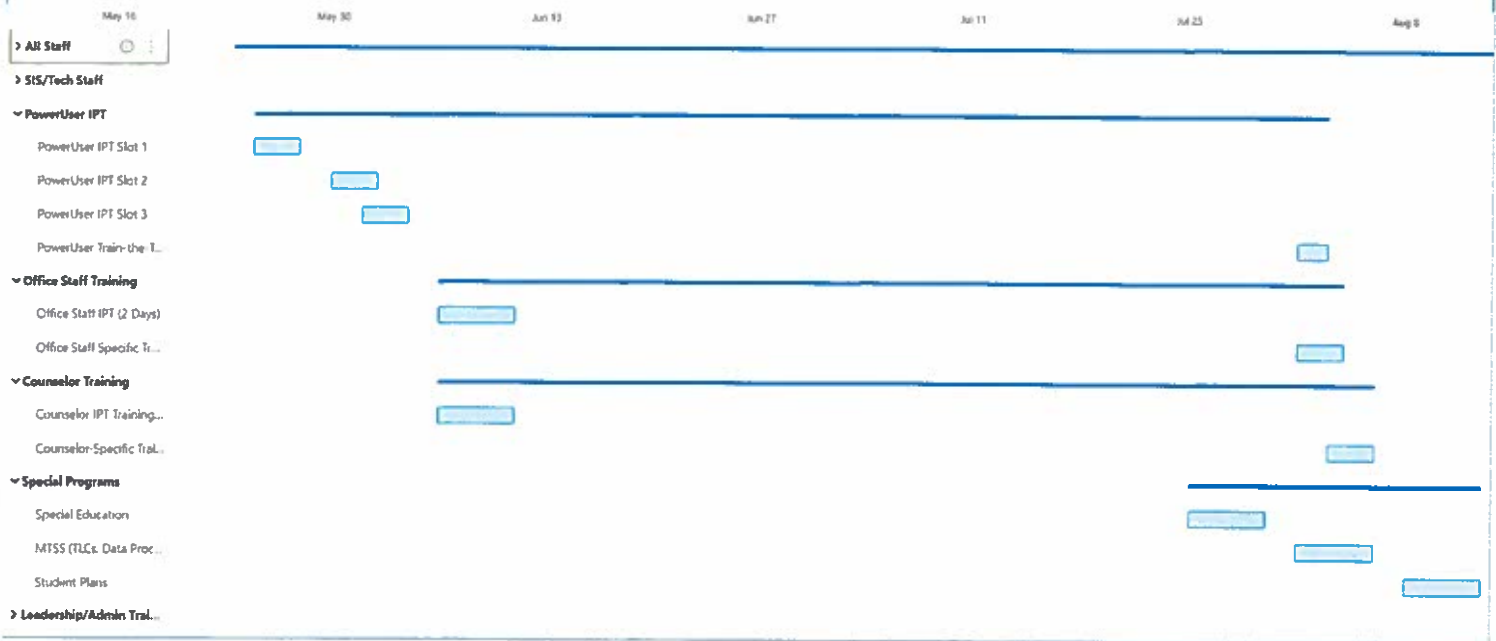 May 16 May 30 Jun 13 Jun 27 Jul 11 Jul 25 Aug 8
All Staff
SIS/Tech Staff
PowerUser IPT
PowerUser IPT Slot 1
PowerUser IPT Slot 2
PowerUser IPT Slot 3
PowerUser Train-the-T...
Office Staff Training
Office Staff IPT (2 Days)
Office Staff Specific Tr...
Counselor Training
Counselor IPT Training...
Counselor-Specific Trai...
Special Programs
Special Education
MTSS (TLCs, Data Proc...
Student Plans
Leadership/Admin Trai...